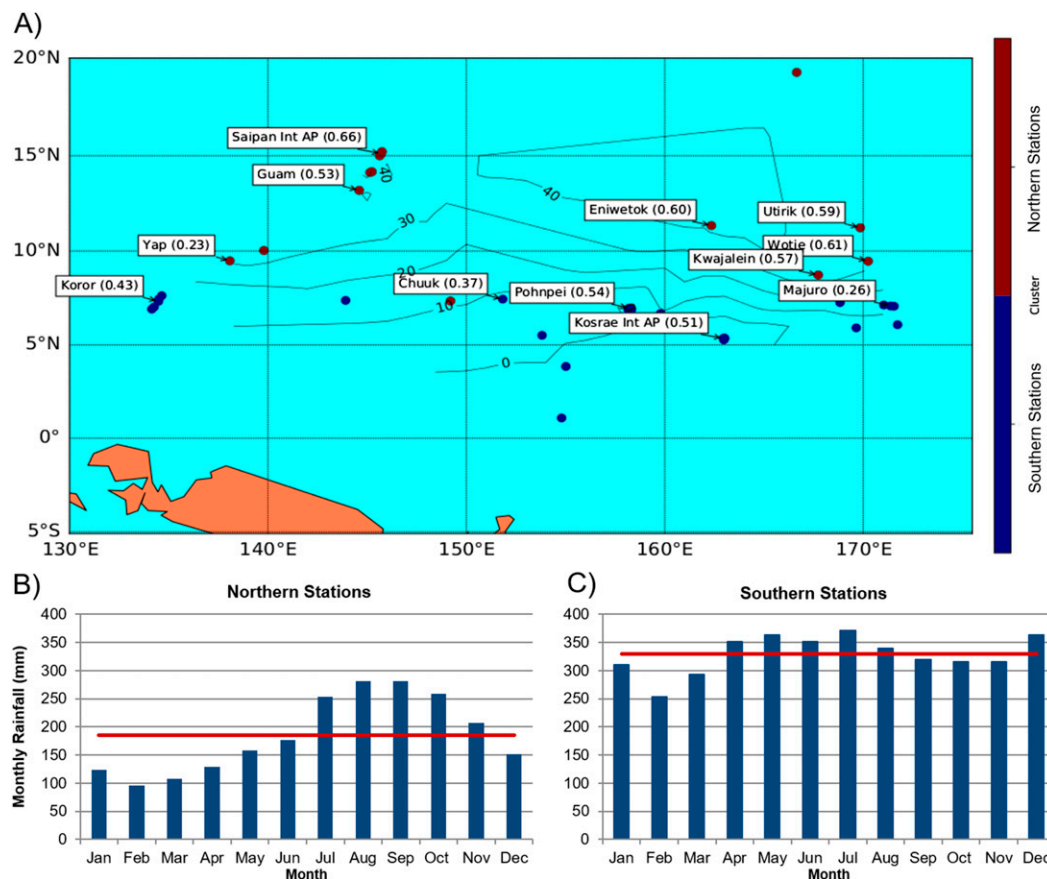 A)
20°N
15°N
10°N
5°N
0°
5°S
130°E 140°E 150°E 160°E 170°E
Saipan Int AP (0.66)
Guam (0.53)
Yap (0.23)
Koror (0.43)
Chuuk (0.37)
Pohnpei (0.54)
Kosrae Int AP (0.51)
Eniwetok (0.60)
Utirik (0.59)
Wotje (0.61)
Kwajalein (0.57)
Majuro (0.26)
40
40
30
20
10
0
Northern Stations
cluster
Southern Stations
B)
Northern Stations
Monthly Rainfall (mm)
400
350
300
250
200
150
100
50
0
Jan Feb Mar Apr May Jun Jul Aug Sep Oct Nov Dec
Month
C)
Southern Stations
400
350
300
250
200
150
100
50
0
Jan Feb Mar Apr May Jun Jul Aug Sep Oct Nov Dec
Month